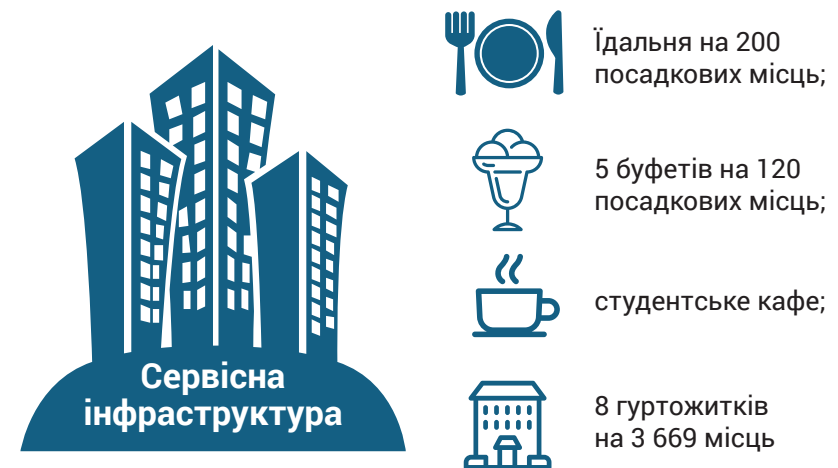 Сервісна
інфраструктура
Їдальня на 200
посадкових місць;
5 буфетів на 120
посадкових місць;
студентське кафе;
8 гуртожитків
на 3 669 місць